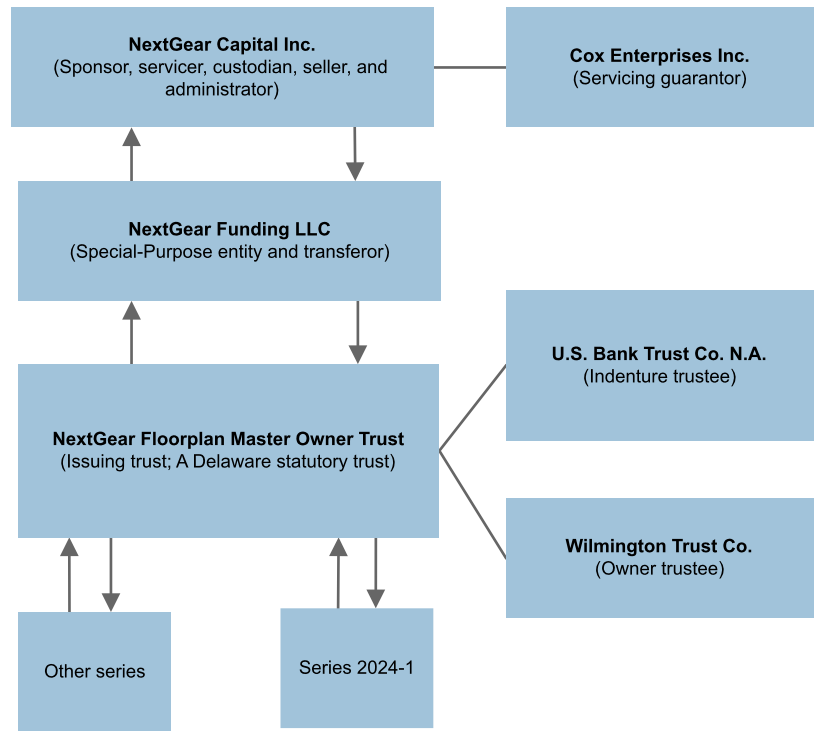 NextGear Capital Inc.
(Sponsor, servicer, custodian, seller, and
administrator)
Cox Enterprises Inc.
(Servicing guarantor)
NextGear Funding LLC
(Special-Purpose entity and transferor)
U.S. Bank Trust Co. N.A.
(Indenture trustee)
NextGear Floorplan Master Owner Trust
(Issuing trust; A Delaware statutory trust)
Wilmington Trust Co.
(Owner trustee)
Other series
Series 2024-1